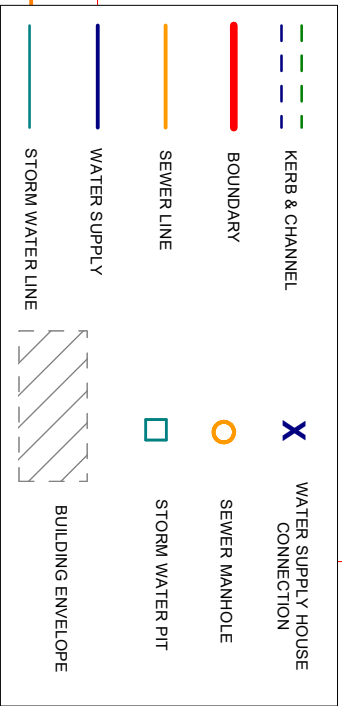 KERB & CHANNEL
BOUNDARY
SEWER LINE
WATER SUPPLY
STORM WATER LINE
X
WATER SUPPLY HOUSE
CONNECTION
SEWER MANHOLE
STORM WATER PIT
BUILDING ENVELOPE